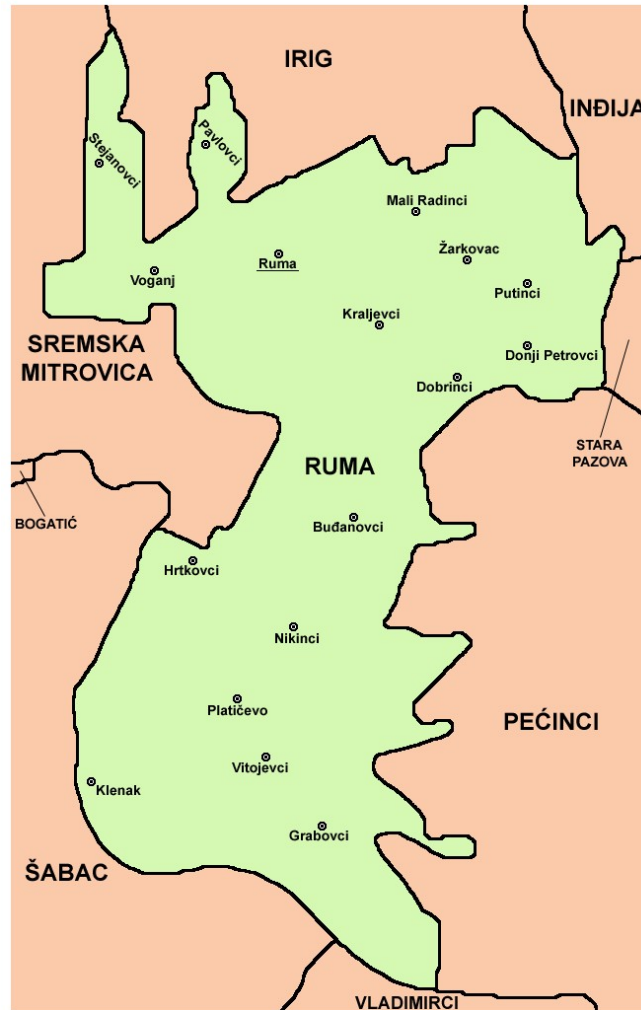 IRIG
INĐIJA
Stejanovci
Pavlovci
Mali Radinci
Žarkovac
Ruma
Voganj
Putinci
Kraljevci
SREMSKA
MITROVICA
Donji Petrovci
Dobrinci
STARA
PAZOVA
RUMA
BOGATIĆ
Buđanovci
Hrtkovci
Nikinci
Platičevo
PEĆINCI
Vitojevci
Klenak
Grabovci
ŠABAC
VLADIMIRCI